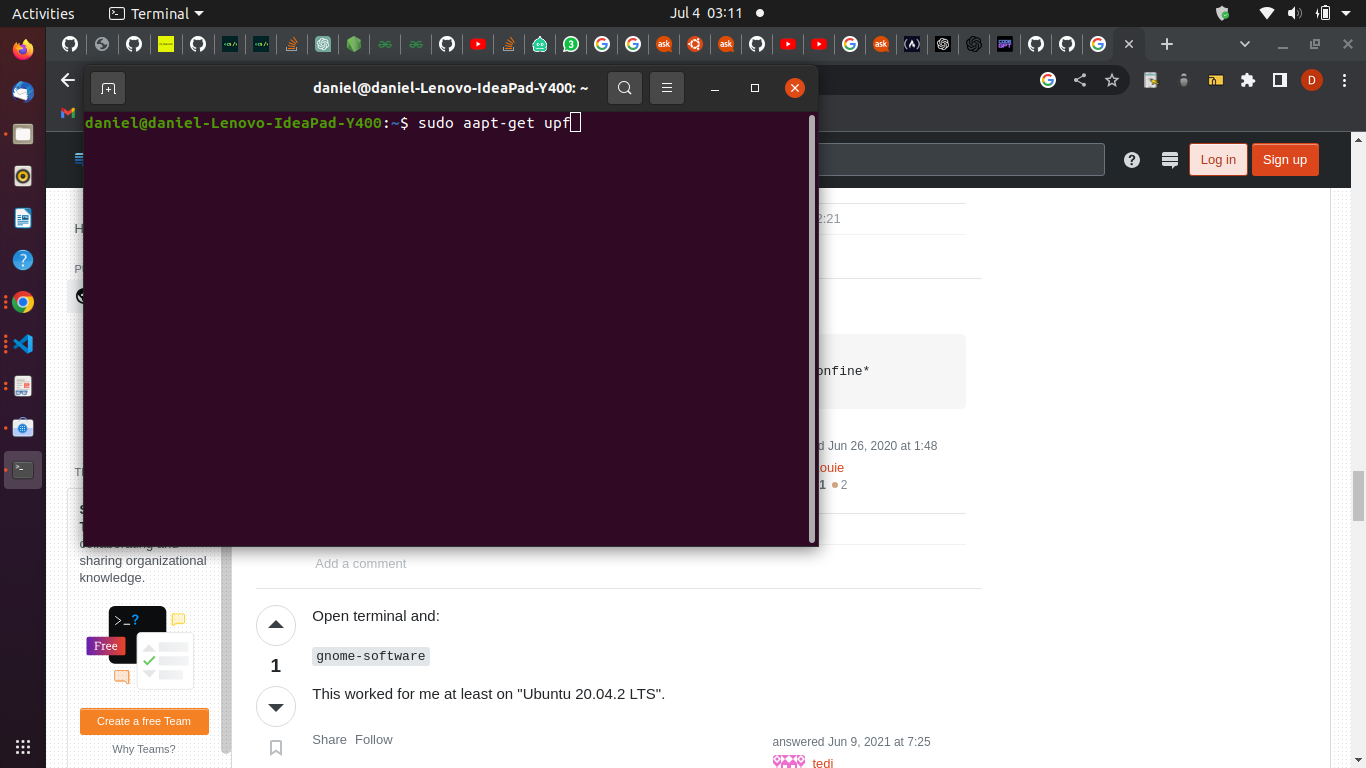 Activities
Terminal
Jul 4 03:11
3
ask
ask
ask
D
daniel@daniel-Lenovo-IdeaPad-Y400: ~
daniel@daniel-Lenovo-IdeaPad-Y400:~$ sudo aapt-get upf
Log in
Sign up
2:21
onfine*
d Jun 26, 2020 at 1:48
ouie
1
2
sharing organizational
knowledge.
>_?
Free
Create a free Team
Why Teams?
Add a comment
Open terminal and:
1
gnome-software
This worked for me at least on "Ubuntu 20.04.2 LTS".
Share Follow
answered Jun 9, 2021 at 7:25
tedi